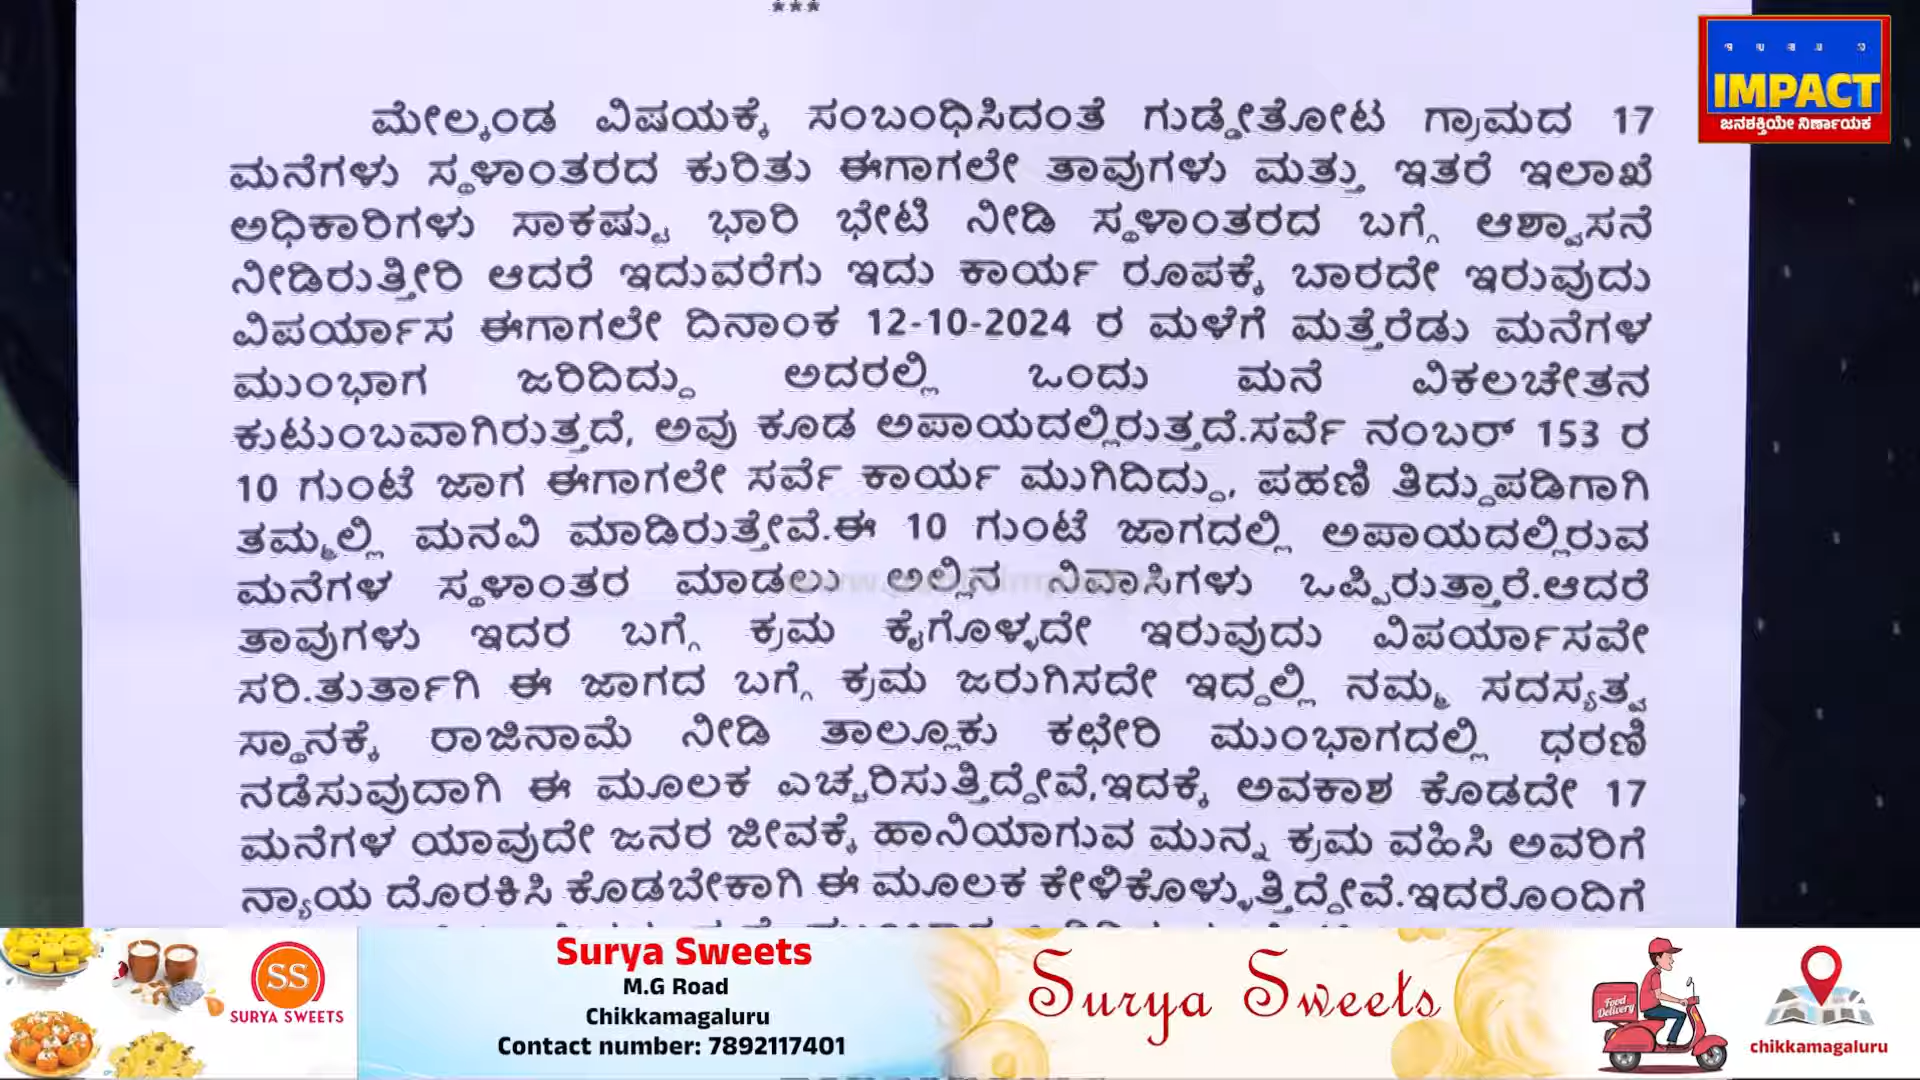 ***
IMPACT
ಜನಶಕ್ತಿಯೇ ನಿರ್ಣಾಯಕ
ಮೇಲ್ಕಂಡ ವಿಷಯಕ್ಕೆ ಸಂಬಂಧಿಸಿದಂತೆ ಗುಡ್ಡೇತೋಟ ಗ್ರಾಮದ 17
ಮನೆಗಳು ಸ್ಥಳಾಂತರದ ಕುರಿತು ಈಗಾಗಲೇ ತಾವುಗಳು ಮತ್ತು ಇತರೆ ಇಲಾಖೆ
ಅಧಿಕಾರಿಗಳು ಸಾಕಷ್ಟು ಭಾರಿ ಭೇಟಿ ನೀಡಿ ಸ್ಥಳಾಂತರದ ಬಗ್ಗೆ ಆಶ್ವಾಸನೆ
ನೀಡಿರುತ್ತೀರಿ ಆದರೆ ಇದುವರೆಗು ಇದು ಕಾರ್ಯ ರೂಪಕ್ಕೆ ಬಾರದೇ ಇರುವುದು
ವಿಪರ್ಯಾಸ ಈಗಾಗಲೇ ದಿನಾಂಕ 12-10-2024 ರ ಮಳೆಗೆ ಮತ್ತೆರೆಡು ಮನೆಗಳ
ಮುಂಭಾಗ ಜರಿದಿದ್ದು ಅದರಲ್ಲಿ ಒಂದು ಮನೆ ವಿಕಲಚೇತನ
ಕುಟುಂಬವಾಗಿರುತ್ತದೆ, ಅವು ಕೂಡ ಅಪಾಯದಲ್ಲಿರುತ್ತದೆ.ಸರ್ವೆ ನಂಬರ್ 153 ರ
10 ಗುಂಟೆ ಜಾಗ ಈಗಾಗಲೇ ಸರ್ವೆ ಕಾರ್ಯ ಮುಗಿದಿದ್ದು, ಪಹಣಿ ತಿದ್ದುಪಡಿಗಾಗಿ
ತಮ್ಮಲ್ಲಿ ಮನವಿ ಮಾಡಿರುತ್ತೇವೆ.ಈ 10 ಗುಂಟೆ ಜಾಗದಲ್ಲಿ ಅಪಾಯದಲ್ಲಿರುವ
ಮನೆಗಳ ಸ್ಥಳಾಂತರ ಮಾಡಲು ಅಲ್ಲಿನ ನಿವಾಸಿಗಳು ಒಪ್ಪಿರುತ್ತಾರೆ.ಆದರೆ
ತಾವುಗಳು ಇದರ ಬಗ್ಗೆ ಕ್ರಮ ಕೈಗೊಳ್ಳದೇ ಇರುವುದು ವಿಪರ್ಯಾಸವೇ
ಸರಿ.ತುರ್ತಾಗಿ ಈ ಜಾಗದ ಬಗ್ಗೆ ಕ್ರಮ ಜರುಗಿಸದೇ ಇದ್ದಲ್ಲಿ ನಮ್ಮ ಸದಸ್ಯತ್ವ
ಸ್ಥಾನಕ್ಕೆ ರಾಜಿನಾಮೆ ನೀಡಿ ತಾಲ್ಲೂಕು ಕಛೇರಿ ಮುಂಭಾಗದಲ್ಲಿ ಧರಣಿ
ನಡೆಸುವುದಾಗಿ ಈ ಮೂಲಕ ಎಚ್ಚರಿಸುತ್ತಿದ್ದೇವೆ,ಇದಕ್ಕೆ ಅವಕಾಶ ಕೊಡದೇ 17
ಮನೆಗಳ ಯಾವುದೇ ಜನರ ಜೀವಕ್ಕೆ ಹಾನಿಯಾಗುವ ಮುನ್ನ ಕ್ರಮ ವಹಿಸಿ ಅವರಿಗೆ
ನ್ಯಾಯ ದೊರಕಿಸಿ ಕೊಡಬೇಕಾಗಿ ಈ ಮೂಲಕ ಕೇಳಿಕೊಳ್ಳುತ್ತಿದ್ದೇವೆ.ಇದರೊಂದಿಗೆ
SS
SURYA SWEETS
Surya Sweets
M.G Road
Chikkamagaluru
Contact number: 7892117401
Surya Sweets
Food Delivery
chikkamagaluru